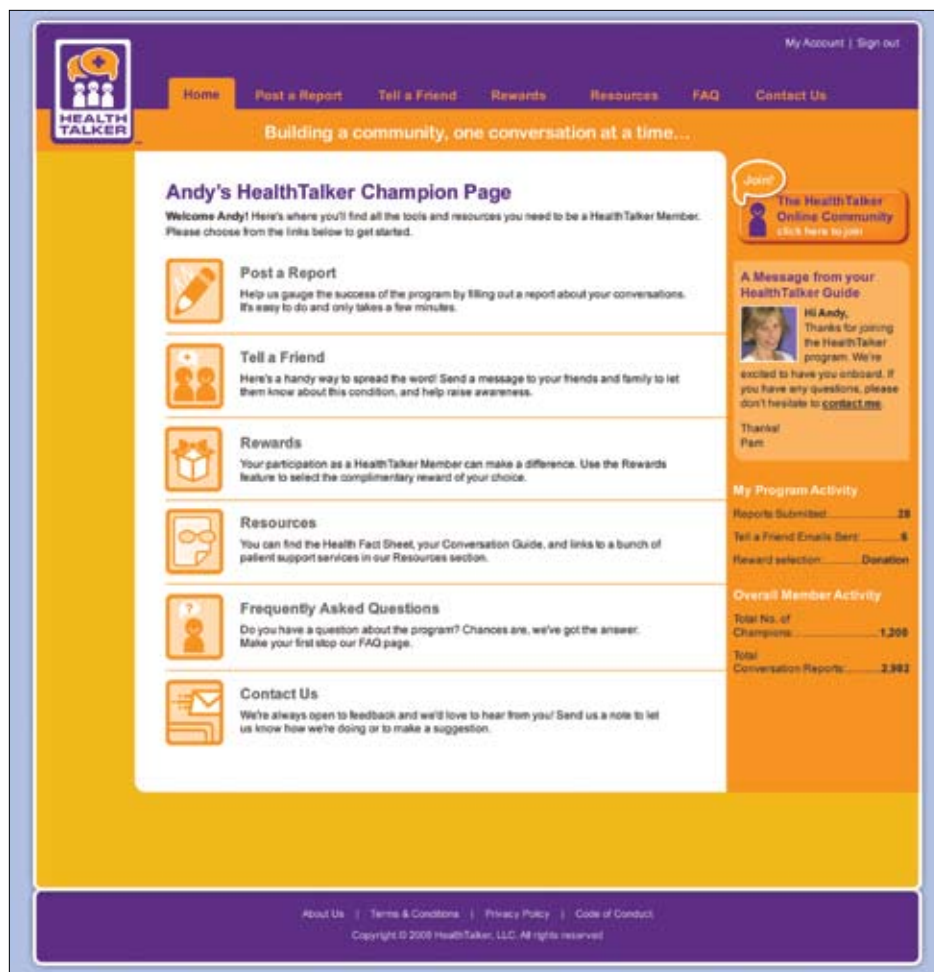 My Account | Sign out
HEALTH
TALKER
Home Post a Report Tell a Friend Rewards Resources FAQ Contact Us
Building a community, one conversation at a time...
Andy's HealthTalker Champion Page
Welcome Andy! Here's where you'll find all the tools and resources you need to be a HealthTalker Member.
Please choose from the links below to get started.
Post a Report
Help us gauge the success of the program by filling out a report about your conversations.
It's easy to do and only takes a few minutes.
Tell a Friend
Here's a handy way to spread the word! Send a message to your friends and family to let
them know about this condition, and help raise awareness.
Rewards
Your participation as a HealthTalker Member can make a difference. Use the Rewards
feature to select the complimentary reward of your choice.
Resources
You can find the Health Fact Sheet, your Conversation Guide, and links to a bunch of
patient support services in our Resources section.
Frequently Asked Questions
Do you have a question about the program? Chances are, we've got the answer.
Make your first stop our FAQ page.
Contact Us
We're always open to feedback and we'd love to hear from you! Send us a note to let
us know how we're doing or to make a suggestion.
Join!
The HealthTalker
Online Community
click here to join
A Message from your
HealthTalker Guide
Hi Andy,
Thanks for joining
the HealthTalker
program. We're
excited to have you onboard. If
you have any questions, please
don't hesitate to contact me.
Thanks!
Pam
My Program Activity
Reports Submitted 28
Tell a Friend Emails Sent 6
Reward selection Donation
Overall Member Activity
Total No. of
Champions 1,200
Total
Conversation Reports 2,982
About Us | Terms & Conditions | Privacy Policy | Code of Conduct
Copyright © 2008 HealthTalker, LLC. All rights reserved